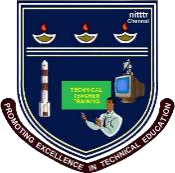 nitttr
Chennai
TECHNICAL
TEACHER
TRAINING
PROMOTING EXCELLENCE IN TECHNICAL EDUCATION